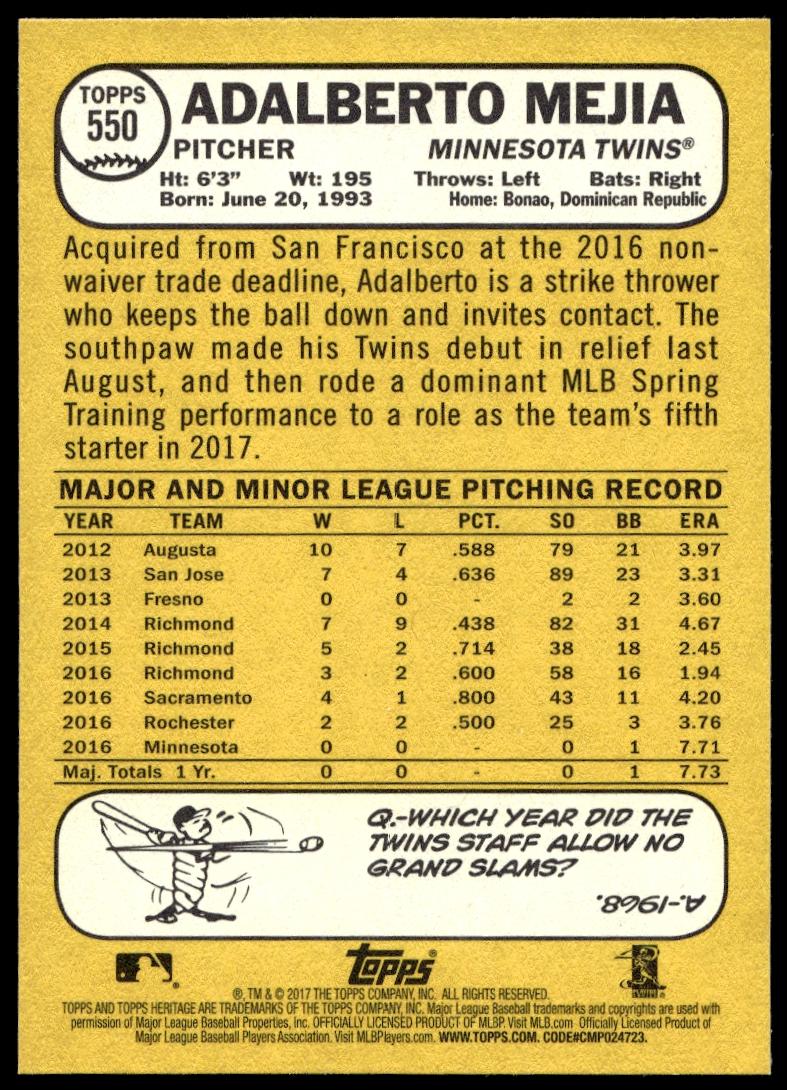 TOPPS
550
ADALBERTO MEJIA
PITCHER MINNESOTA TWINS®
Ht: 6'3" Wt: 195 Throws: Left Bats: Right
Born: June 20, 1993 Home: Bonao, Dominican Republic
Acquired from San Francisco at the 2016 non-
waiver trade deadline, Adalberto is a strike thrower
who keeps the ball down and invites contact. The
southpaw made his Twins debut in relief last
August, and then rode a dominant MLB Spring
Training performance to a role as the team's fifth
starter in 2017.
MAJOR AND MINOR LEAGUE PITCHING RECORD
YEAR TEAM W L PCT. SO BB ERA
2012 Augusta 10 7 .588 79 21 3.97
2013 San Jose 7 4 .636 89 23 3.31
2013 Fresno 0 0 - 2 2 3.60
2014 Richmond 7 9 .438 82 31 4.67
2015 Richmond 5 2 .714 38 18 2.45
2016 Richmond 3 2 .600 58 16 1.94
2016 Sacramento 4 1 .800 43 11 4.20
2016 Rochester 2 2 .500 25 3 3.76
2016 Minnesota 0 0 - 0 1 7.71
Maj. Totals 1 Yr. 0 0 - 0 1 7.73
Q.-WHICH YEAR DID THE
TWINS STAFF ALLOW NO
GRAND SLAMS?
A.-1968.
topps®
®, TM & © 2017 THE TOPPS COMPANY, INC. ALL RIGHTS RESERVED.
TOPPS AND TOPPS HERITAGE ARE TRADEMARKS OF THE TOPPS COMPANY, INC. Major League Baseball trademarks and copyrights are used with
permission of Major League Baseball Properties, Inc. OFFICIALLY LICENSED PRODUCT OF MLBP. Visit MLB.com Officially Licensed Product of
Major League Baseball Players Association. Visit MLBPlayers.com. WWW.TOPPS.COM. CODE#CMP024723.